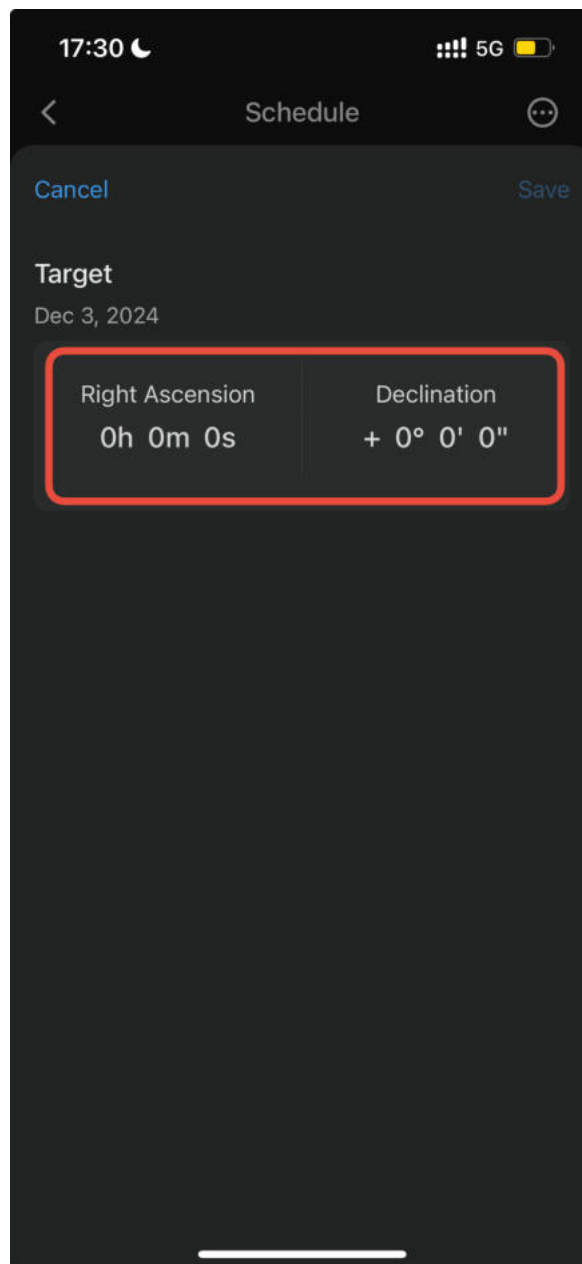 17:30 5G
Schedule
Cancel Save
Target
Dec 3, 2024
Right Ascension Declination
0h 0m 0s + 0° 0' 0"